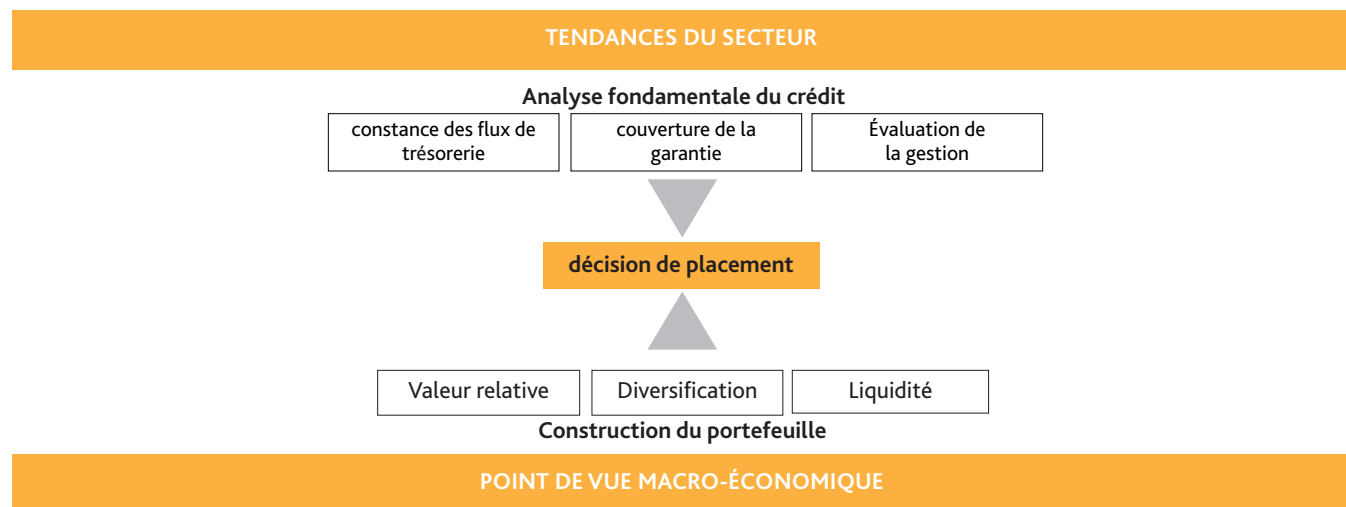 TENDANCES DU SECTEUR
Analyse fondamentale du crédit
constance des flux de
trésorerie
couverture de la
garantie
Évaluation de
la gestion
décision de placement
Valeur relative
Diversification
Liquidité
Construction du portefeuille
POINT DE VUE MACRO-ÉCONOMIQUE